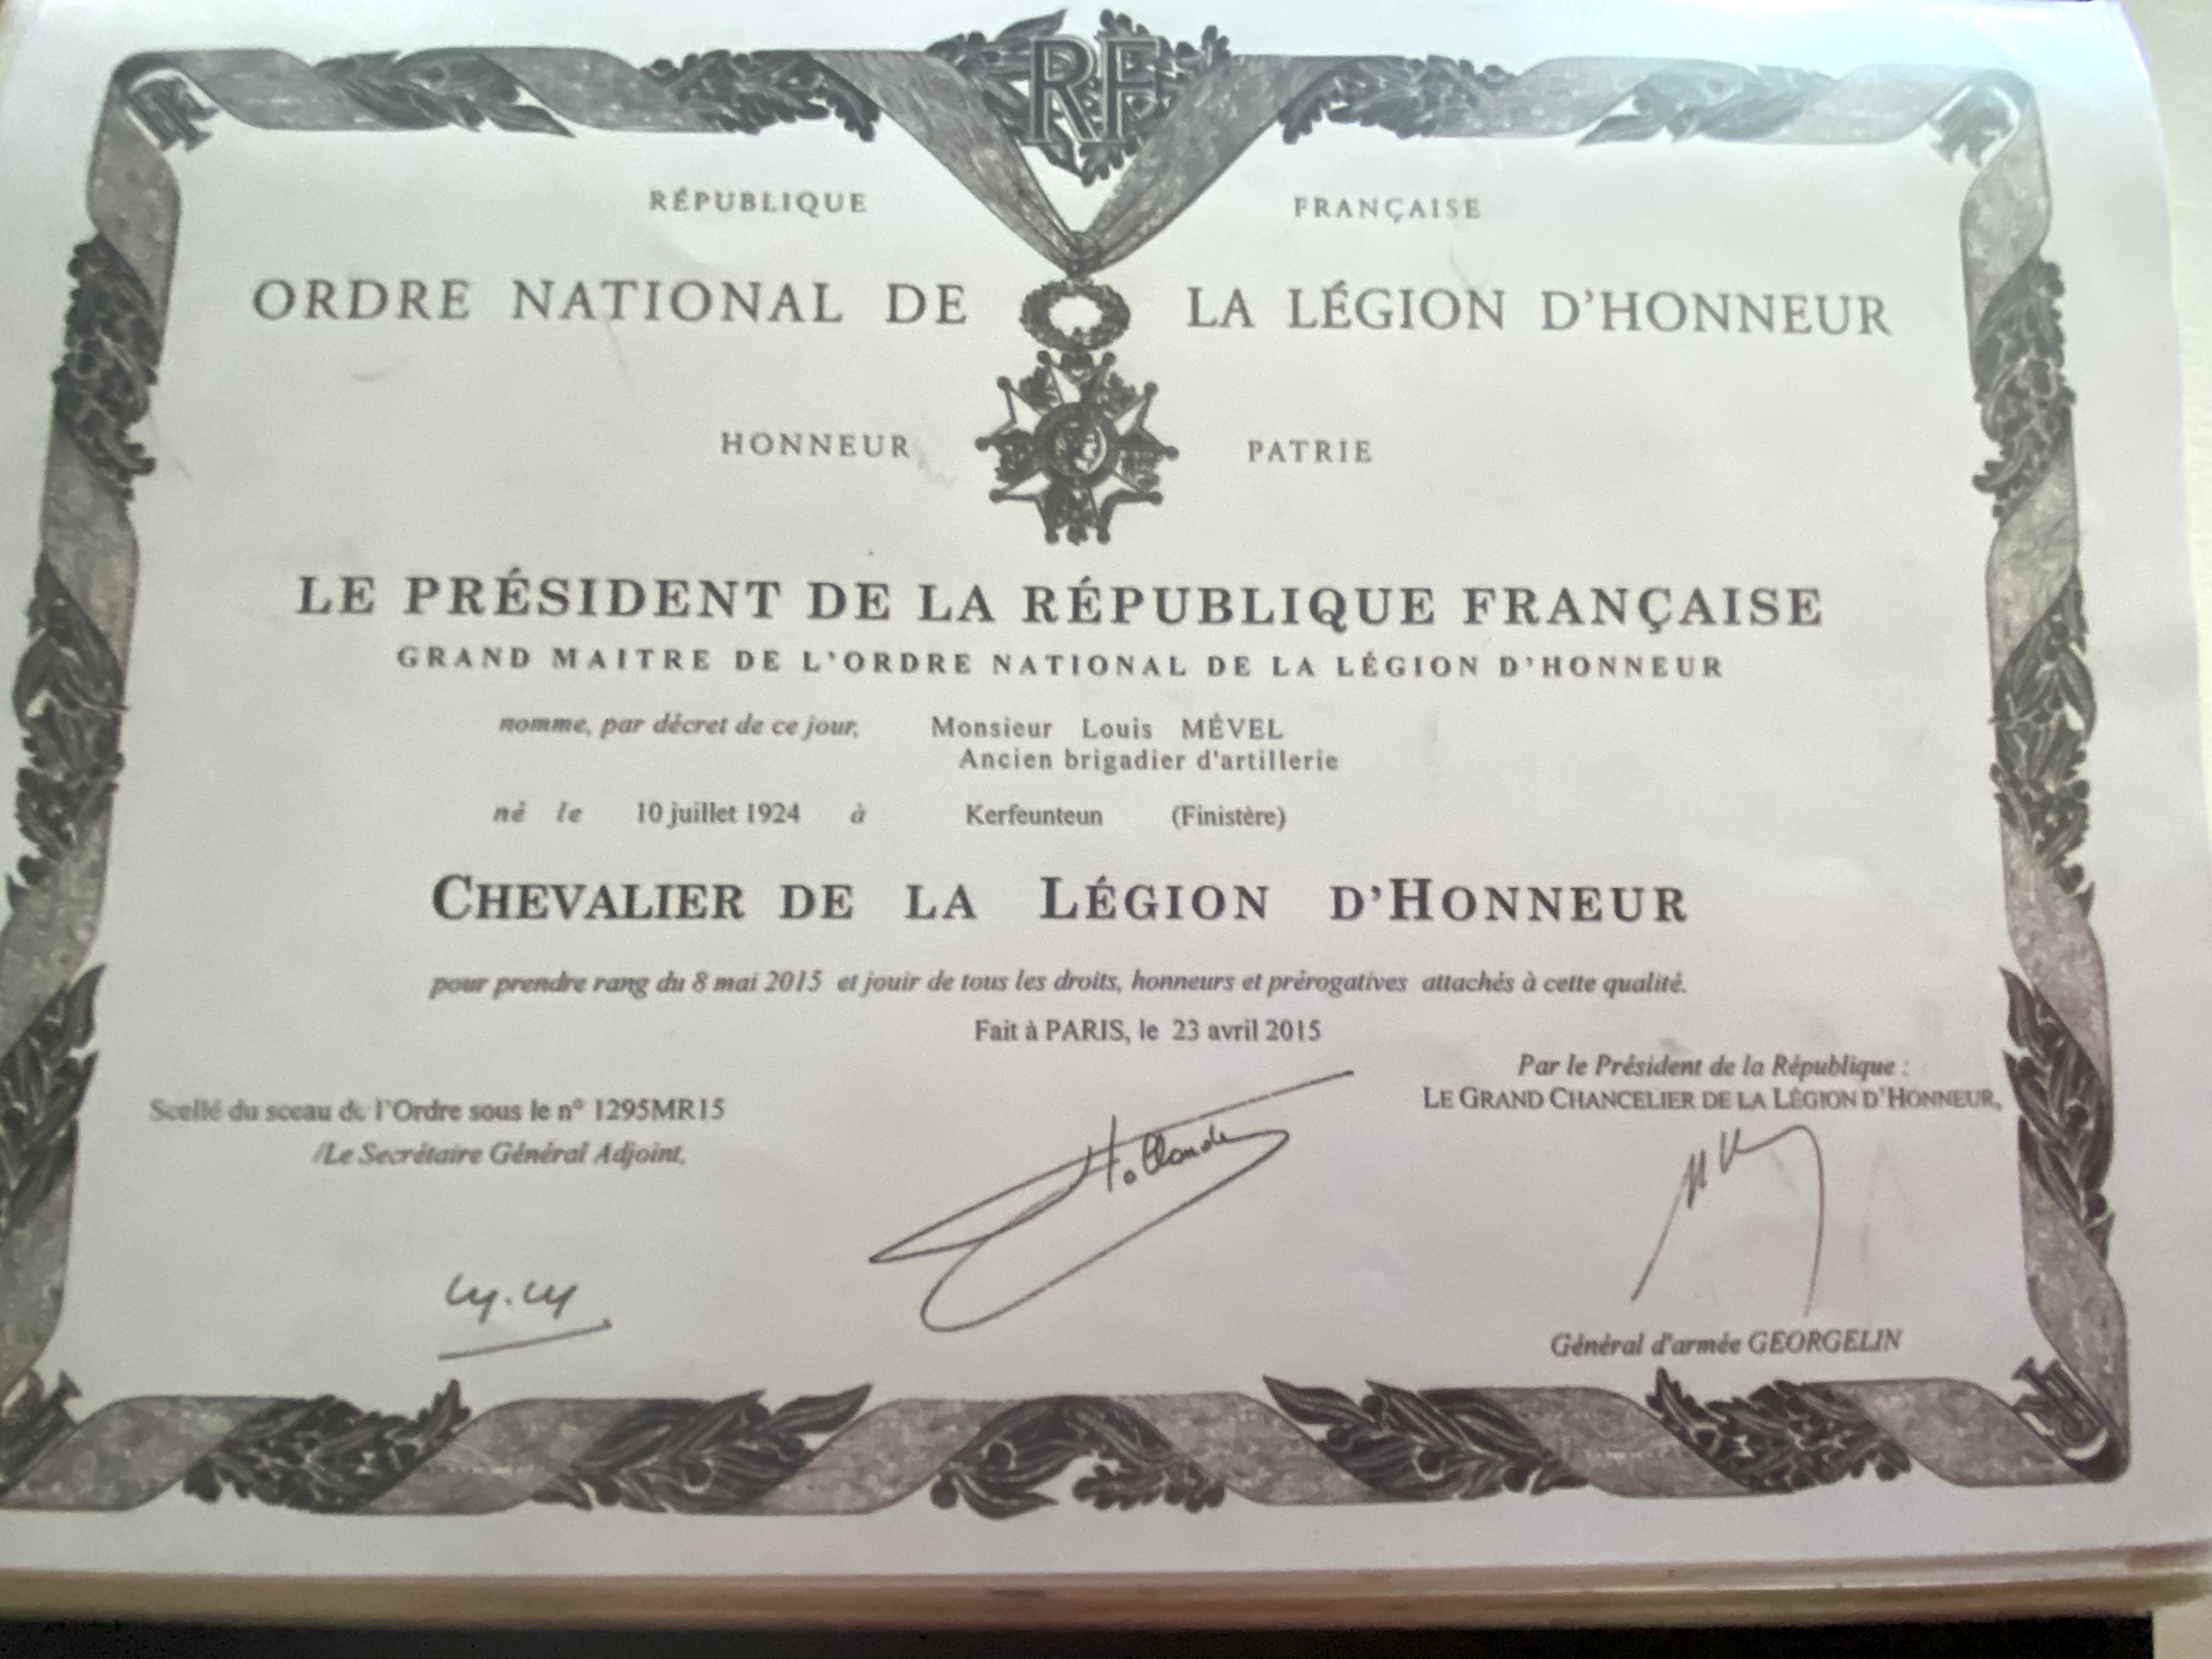 RF
RÉPUBLIQUE FRANÇAISE
ORDRE NATIONAL DE LA LÉGION D'HONNEUR
HONNEUR PATRIE
LE PRÉSIDENT DE LA RÉPUBLIQUE FRANÇAISE
GRAND MAITRE DE L'ORDRE NATIONAL DE LA LÉGION D'HONNEUR
nomme, par décret de ce jour, Monsieur Louis MÉVEL
Ancien brigadier d'artillerie
né le 10 juillet 1924 à Kerfeunteun (Finistère)
CHEVALIER DE LA LÉGION D'HONNEUR
pour prendre rang du 8 mai 2015 et jouir de tous les droits, honneurs et prérogatives attachés à cette qualité.
Fait à PARIS, le 23 avril 2015
Par le Président de la République :
LE GRAND CHANCELIER DE LA LÉGION D'HONNEUR,
Scellé du sceau de l'Ordre sous le n° 1295MR15
/Le Secrétaire Général Adjoint,
Hollande
Général d'armée GEORGELIN